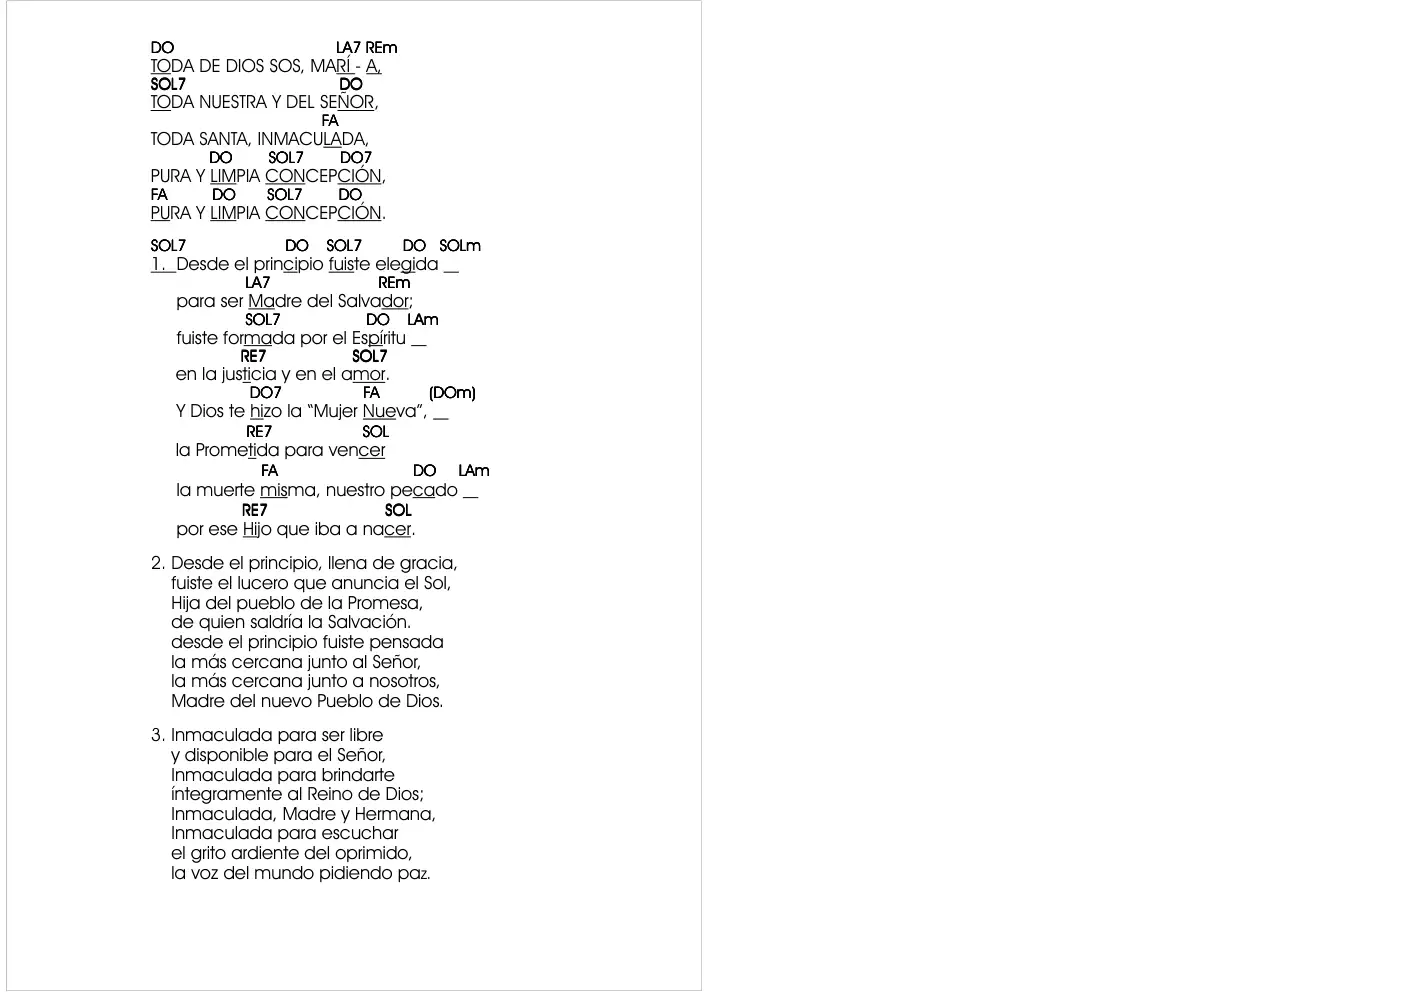 DO LA7 REm
TODA DE DIOS SOS, MARÍ - A,
SOL7 DO
TODA NUESTRA Y DEL SEÑOR,
FA
TODA SANTA, INMACULADA,
DO SOL7 DO7
PURA Y LIMPIA CONCEPCIÓN,
FA DO SOL7 DO
PURA Y LIMPIA CONCEPCIÓN.
SOL7 DO SOL7 DO SOLm
1. Desde el principio fuiste elegida __
LA7 REm
para ser Madre del Salvador;
SOL7 DO LAm
fuiste formada por el Espíritu __
RE7 SOL7
en la justicia y en el amor.
DO7 FA (DOm)
Y Dios te hizo la “Mujer Nueva”, __
RE7 SOL
la Prometida para vencer
FA DO LAm
la muerte misma, nuestro pecado __
RE7 SOL
por ese Hijo que iba a nacer.
2. Desde el principio, llena de gracia,
fuiste el lucero que anuncia el Sol,
Hija del pueblo de la Promesa,
de quien saldría la Salvación.
desde el principio fuiste pensada
la más cercana junto al Señor,
la más cercana junto a nosotros,
Madre del nuevo Pueblo de Dios.
3. Inmaculada para ser libre
y disponible para el Señor,
Inmaculada para brindarte
íntegramente al Reino de Dios;
Inmaculada, Madre y Hermana,
Inmaculada para escuchar
el grito ardiente del oprimido,
la voz del mundo pidiendo paz.